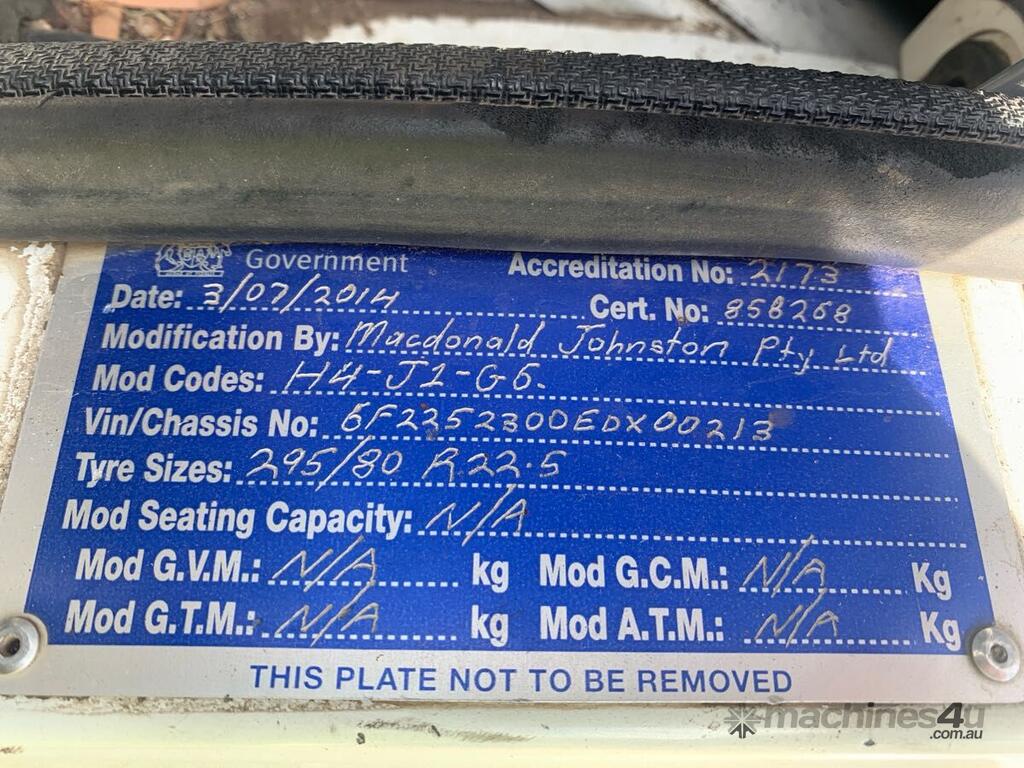 Government Accreditation No: 2173
Date: 3/07/2014 Cert. No: 858268
Modification By: Macdonald Johnston Pty Ltd
Mod Codes: H4-J1-G5.
Vin/Chassis No: 6F2252300EDX00213
Tyre Sizes: 295/80 R22.5
Mod Seating Capacity: N/A
Mod G.V.M.: N/A kg Mod G.C.M.: N/A Kg
Mod G.T.M.: N/A kg Mod A.T.M.: N/A Kg
THIS PLATE NOT TO BE REMOVED
machines4u
.com.au